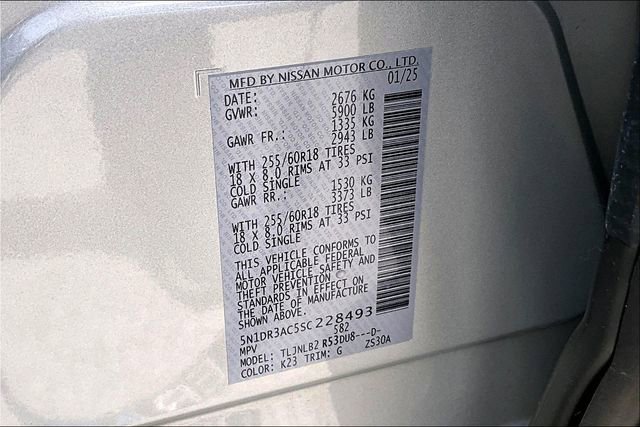 MFD BY NISSAN MOTOR CO., LTD.
DATE: 01/25
GVWR: 2676 KG
5900 LB
GAWR FR.: 1335 KG
2943 LB
WITH 255/60R18 TIRES
18 X 8.0 RIMS AT 33 PSI
COLD SINGLE
GAWR RR.: 1530 KG
3373 LB
WITH 255/60R18 TIRES
18 X 8.0 RIMS AT 33 PSI
COLD SINGLE
THIS VEHICLE CONFORMS TO
ALL APPLICABLE FEDERAL
MOTOR VEHICLE SAFETY AND
THEFT PREVENTION
STANDARDS IN EFFECT ON
THE DATE OF MANUFACTURE
SHOWN ABOVE.
5N1DR3AC5SC228493
MPV 582
MODEL: TLJNLB2 R53DU8---D-
COLOR: K23 TRIM: G ZS30A